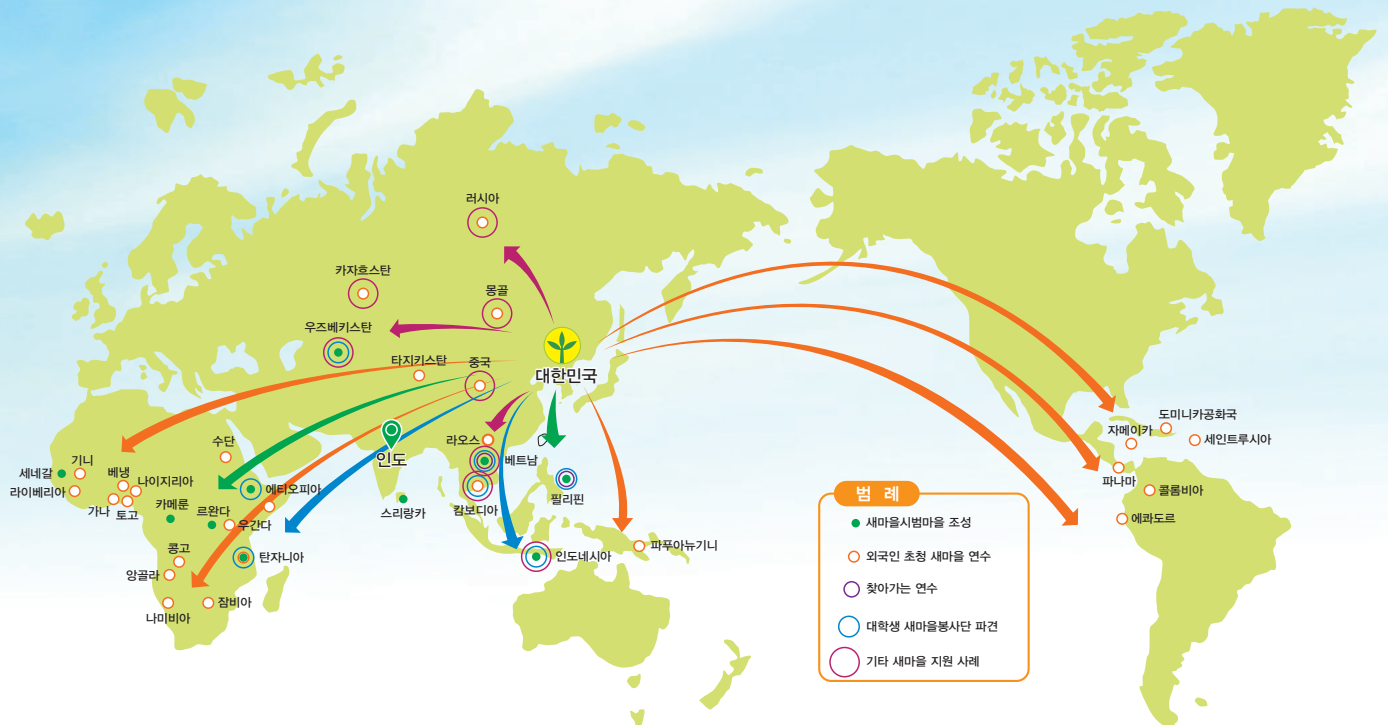 러시아
카자흐스탄
몽골
우즈베키스탄
타지키스탄
중국
대한민국
인도
라오스
베트남
캄보디아
필리핀
스리랑카
인도네시아
파푸아뉴기니
수단
기니
세네갈
라이베리아
베냉
나이지리아
가나
토고
카메룬
르완다
에티오피아
우간다
콩고
탄자니아
앙골라
나미비아
잠비아
도미니카공화국
자메이카
세인트루시아
파나마
콜롬비아
에콰도르
범 례
새마을시범마을 조성
외국인 초청 새마을 연수
찾아가는 연수
대학생 새마을봉사단 파견
기타 새마을 지원 사례